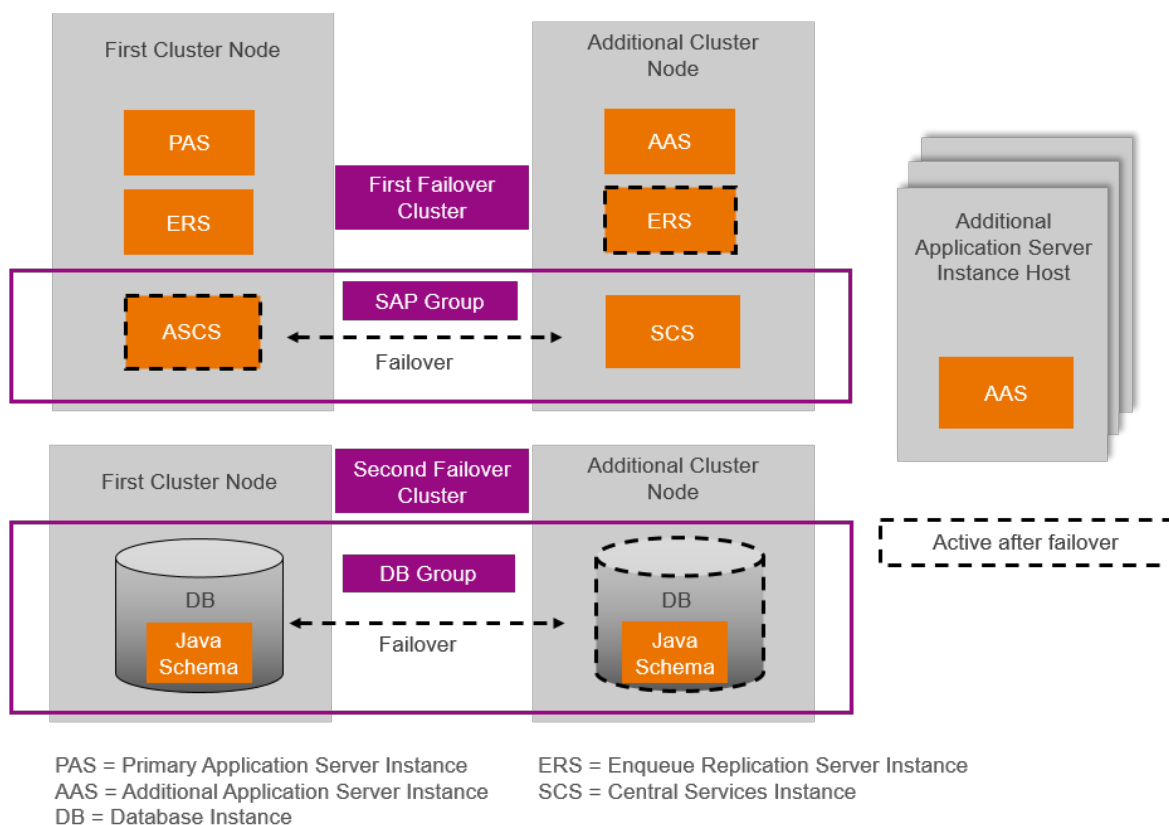 First Cluster Node
Additional Cluster
Node
PAS
AAS
First Failover
Cluster
ERS
ERS
Additional
Application Server
Instance Host
SAP Group
ASCS
SCS
Failover
AAS
First Cluster Node
Second Failover
Cluster
Additional Cluster
Node
Active after failover
DB Group
DB
DB
Java
Schema
Failover
Java
Schema
PAS = Primary Application Server Instance
AAS = Additional Application Server Instance
DB = Database Instance
ERS = Enqueue Replication Server Instance
SCS = Central Services Instance